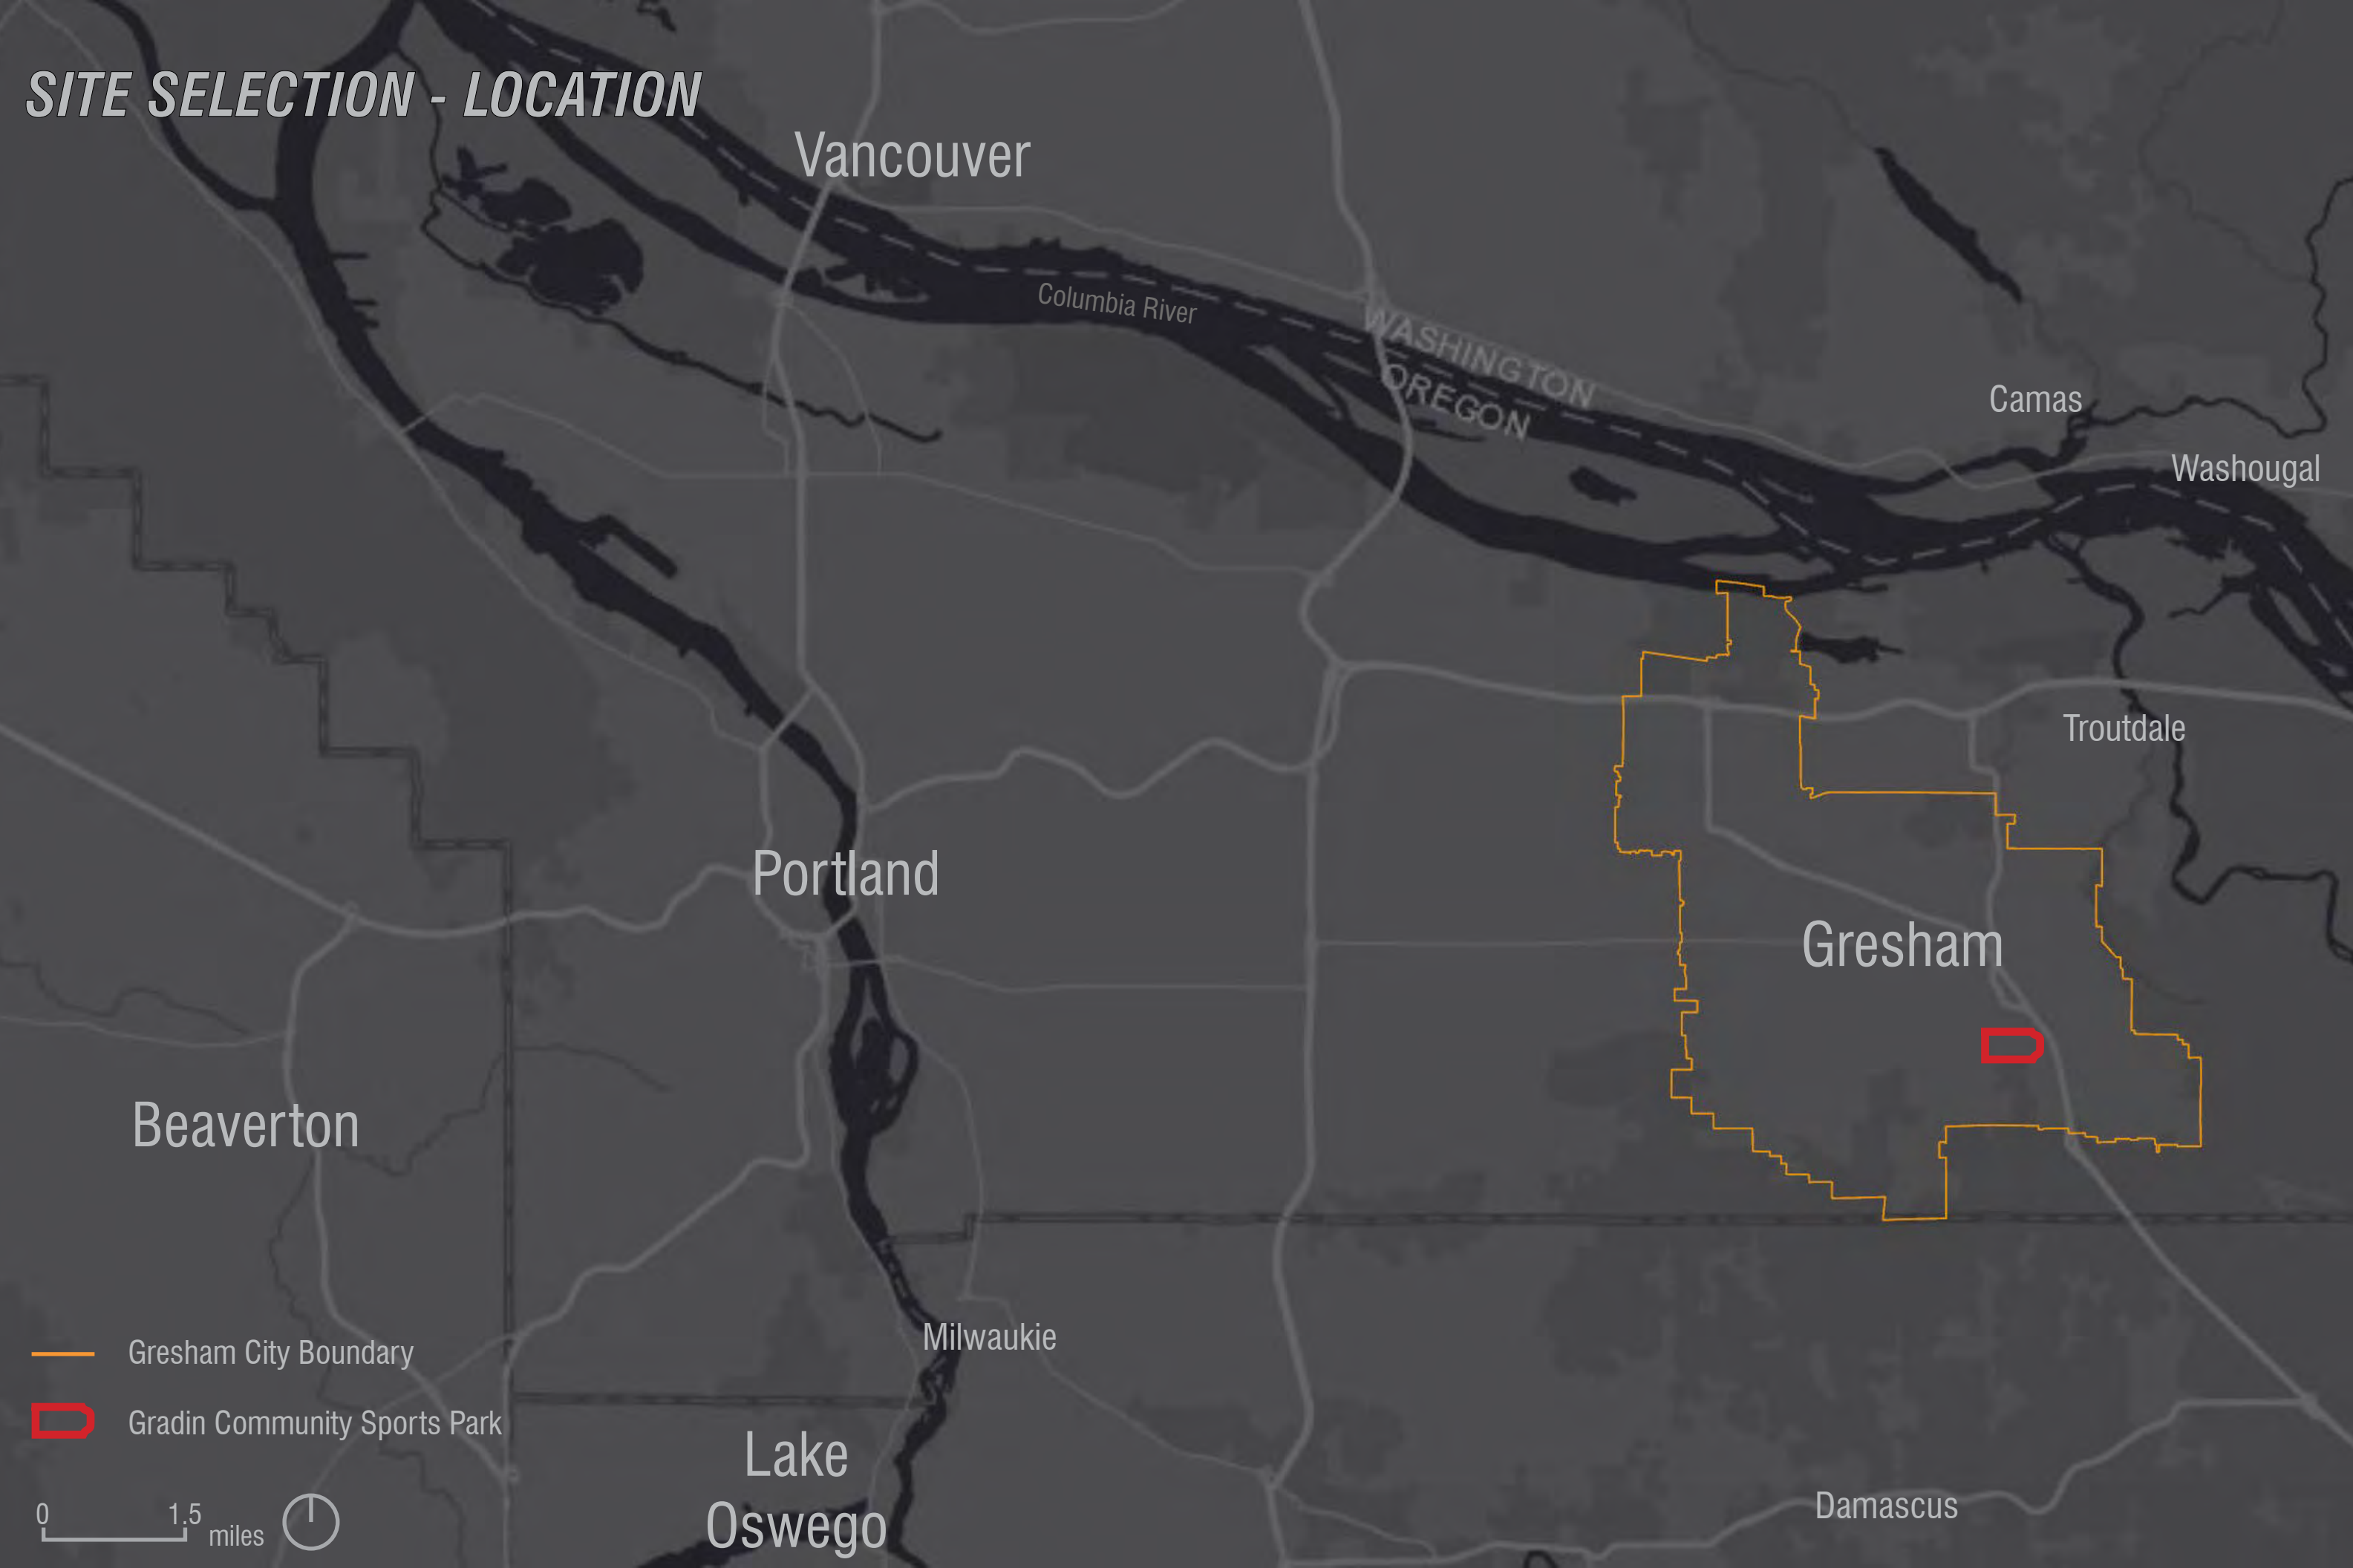 SITE SELECTION - LOCATION
Vancouver
Columbia River
WASHINGTON
OREGON
Camas
Washougal
Troutdale
Portland
Gresham
Beaverton
Milwaukie
Gresham City Boundary
Gradin Community Sports Park
Lake
Oswego
Damascus
0 1.5
miles